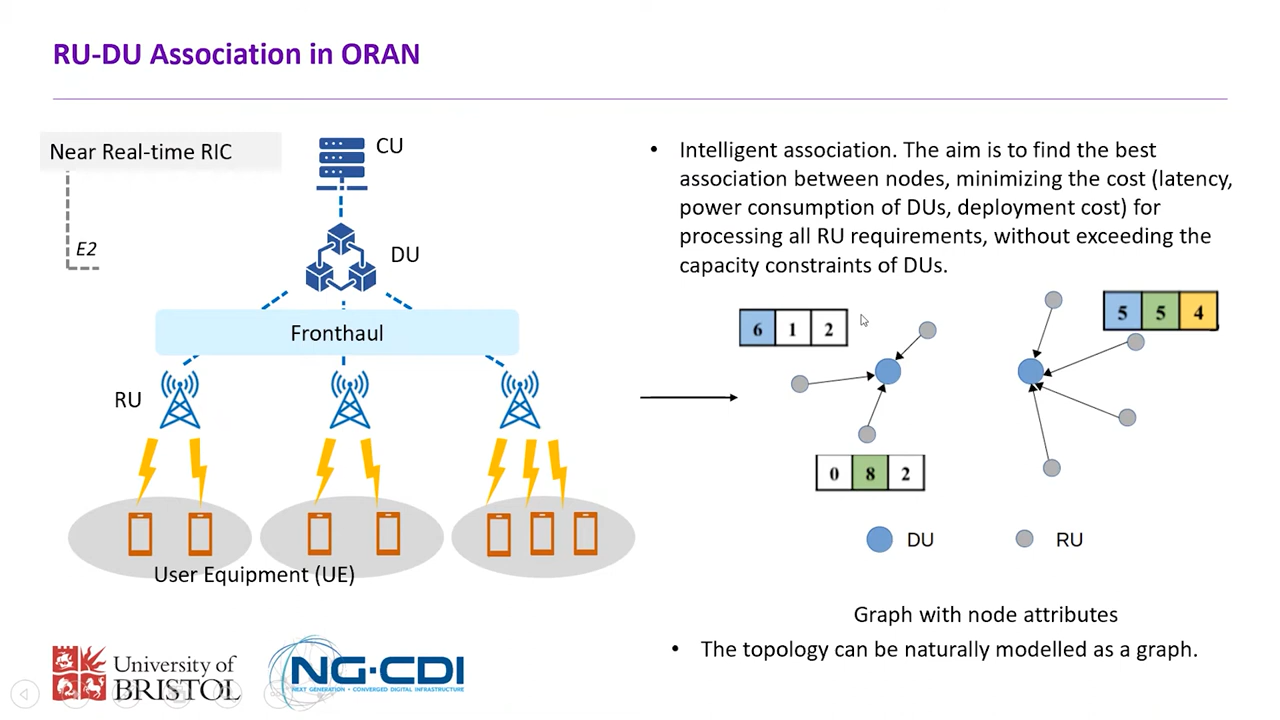 RU-DU Association in ORAN
Near Real-time RIC
E2
CU
DU
Fronthaul
RU
User Equipment (UE)
• Intelligent association. The aim is to find the best
association between nodes, minimizing the cost (latency,
power consumption of DUs, deployment cost) for
processing all RU requirements, without exceeding the
capacity constraints of DUs.
6 1 2
5 5 4
0 8 2
DU
RU
Graph with node attributes
• The topology can be naturally modelled as a graph.
University of
BRISTOL
NG-CDI
NEXT GENERATION - CONVERGED DIGITAL INFRASTRUCTURE